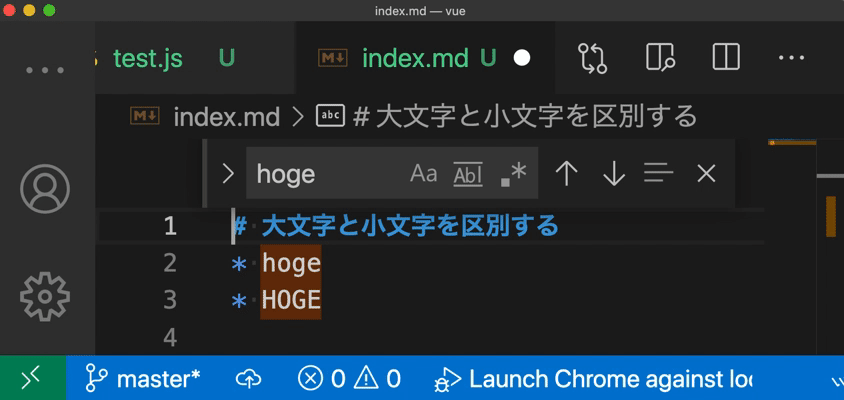 index.md — vue
test.js U M↓ index.md U
M↓ index.md > abc # 大文字と小文字を区別する
hoge Aa Abl .*
1 # 大文字と小文字を区別する
2 * hoge
3 * HOGE
4
master* 0 0 Launch Chrome against loc